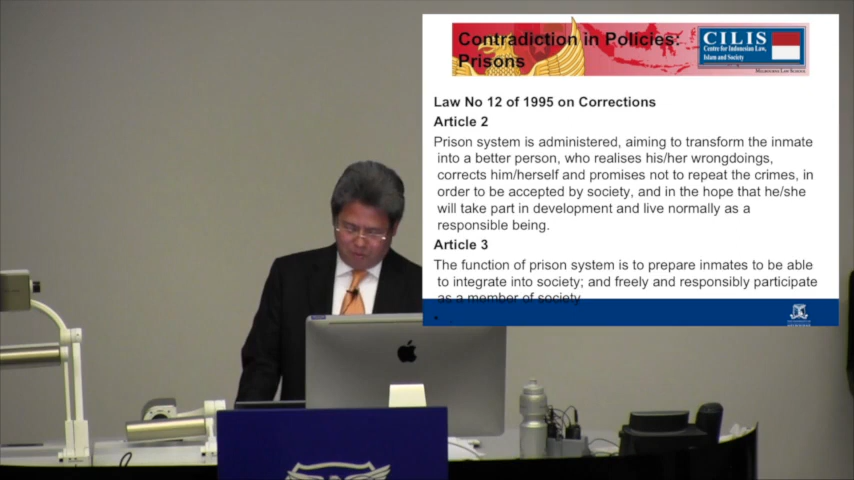 Contradiction in Policies:
Prisons
CILIS
Centre for Indonesian Law,
Islam and Society
MELBOURNE LAW SCHOOL
Law No 12 of 1995 on Corrections
Article 2
Prison system is administered, aiming to transform the inmate
into a better person, who realises his/her wrongdoings,
corrects him/herself and promises not to repeat the crimes, in
order to be accepted by society, and in the hope that he/she
will take part in development and live normally as a
responsible being.
Article 3
The function of prison system is to prepare inmates to be able
to integrate into society; and freely and responsibly participate
as a member of society